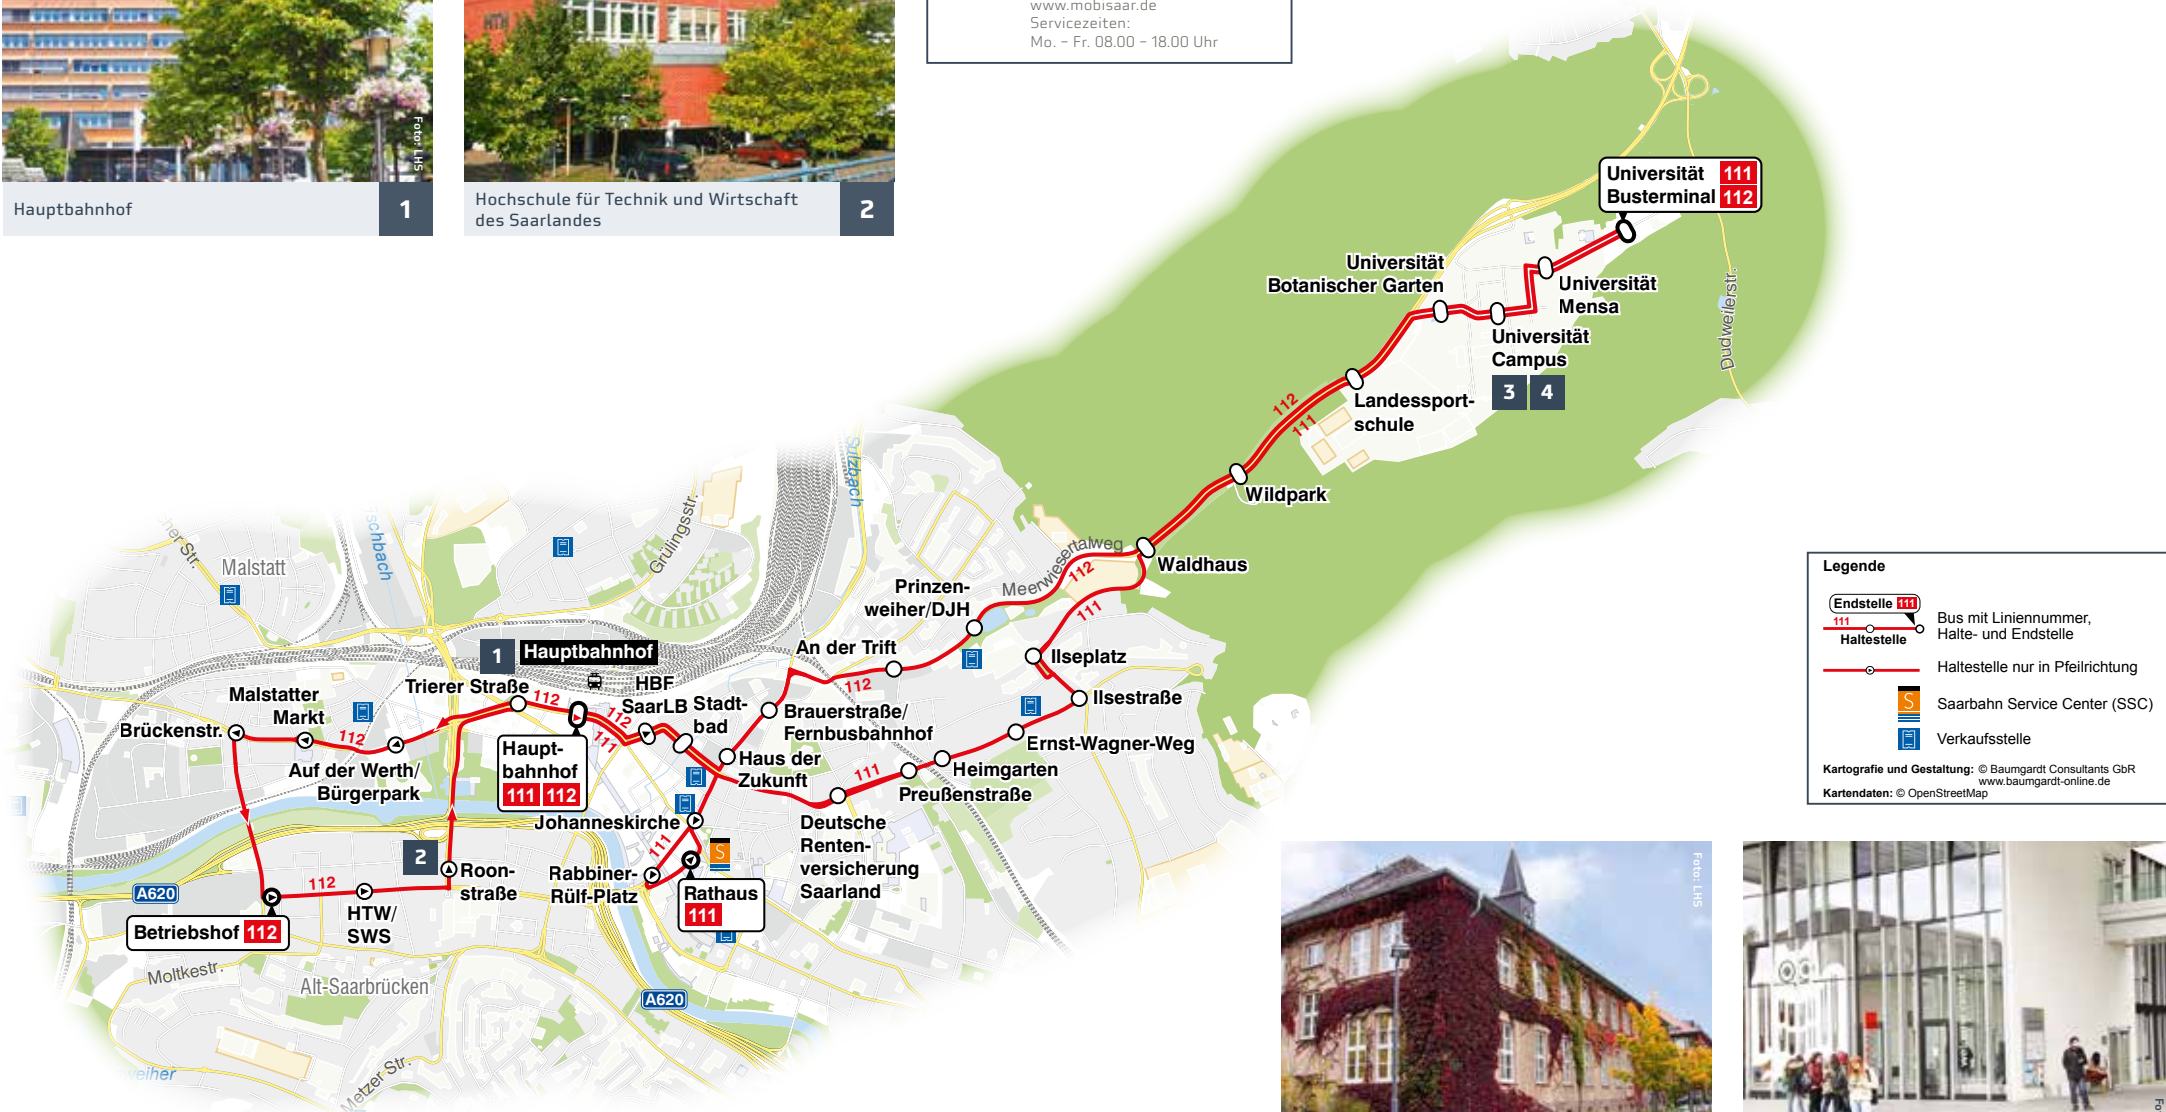 www.mobisaar.de
Servicezeiten:
Mo. – Fr. 08.00 – 18.00 Uhr
Foto: LHS
HTW
Hauptbahnhof
1
Hochschule für Technik und Wirtschaft
des Saarlandes
2
Universität 111
Busterminal 112
Universität
Botanischer Garten
Universität
Mensa
Universität
Campus
3 4
Dudweilerstr.
Landessport-
schule
112
111
Wildpark
Waldhaus
Meerwiesertalweg
112
111
Sulzbach
Grülingsstr.
Malstatt
Prinzen-
weiher/DJH
An der Trift
112
Ilseplatz
Ilsestraße
Ernst-Wagner-Weg
Heimgarten
Preußenstraße
111
Brauerstraße/
Fernbusbahnhof
Haus der
Zukunft
Deutsche
Renten-
versicherung
Saarland
1 Hauptbahnhof
HBF
SaarLB
Stadt-
bad
Trierer Straße
112
112
111
Haupt-
bahnhof
111 112
Malstatter
Markt
Brückenstr.
112
Auf der Werth/
Bürgerpark
Johanneskirche
111
Rabbiner-
Rülf-Platz
Rathaus
111
S
2
Roon-
straße
A620
112
HTW/
SWS
Betriebshof 112
Moltkestr.
Alt-Saarbrücken
A620
Metzer Str.
weiher
Legende
Endstelle 111
111
Haltestelle
Bus mit Liniennummer,
Halte- und Endstelle
Haltestelle nur in Pfeilrichtung
S
Saarbahn Service Center (SSC)
Verkaufsstelle
Kartografie und Gestaltung: © Baumgardt Consultants GbR
www.baumgardt-online.de
Kartendaten: © OpenStreetMap
Foto: LHS